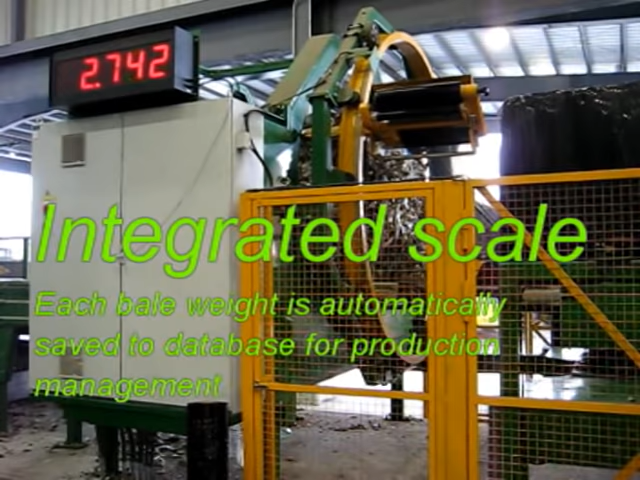 2.742
Integrated scale
Each bale weight is automatically
saved to database for production
management